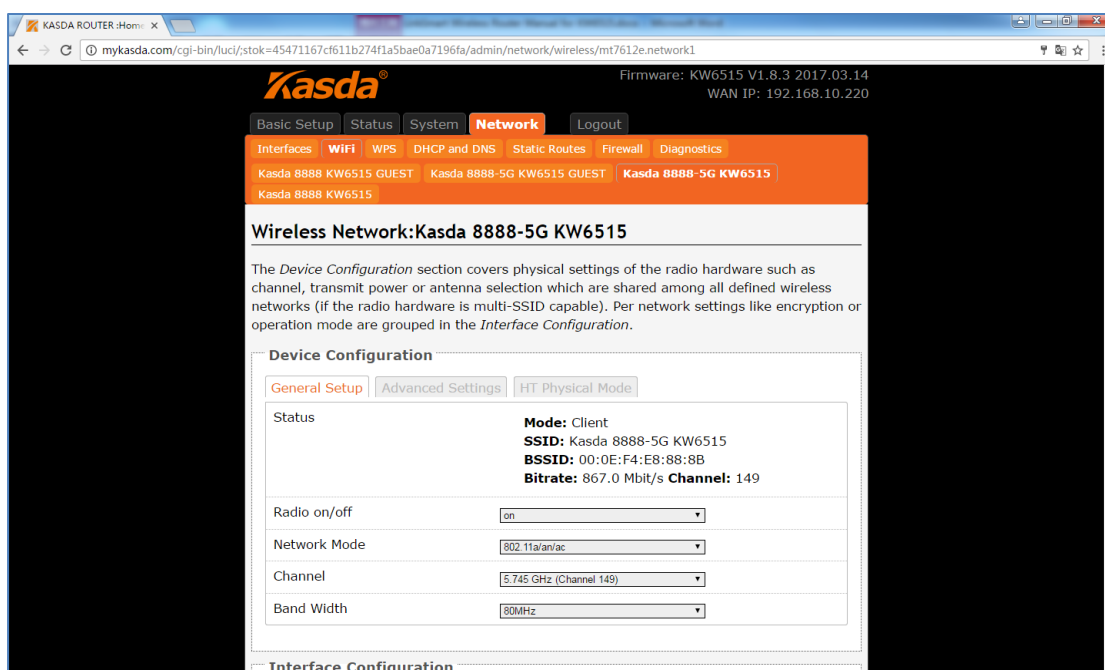 KASDA ROUTER :Home
mykasda.com/cgi-bin/luci/;stok=45471167cf611b274f1a5bae0a7196fa/admin/network/wireless/mt7612e.network1
Kasda®
Firmware: KW6515 V1.8.3 2017.03.14
WAN IP: 192.168.10.220
Basic Setup Status System Network Logout
Interfaces WiFi WPS DHCP and DNS Static Routes Firewall Diagnostics
Kasda 8888 KW6515 GUEST Kasda 8888-5G KW6515 GUEST Kasda 8888-5G KW6515
Kasda 8888 KW6515
Wireless Network:Kasda 8888-5G KW6515
The Device Configuration section covers physical settings of the radio hardware such as
channel, transmit power or antenna selection which are shared among all defined wireless
networks (if the radio hardware is multi-SSID capable). Per network settings like encryption or
operation mode are grouped in the Interface Configuration.
Device Configuration
General Setup Advanced Settings HT Physical Mode
Status
Mode: Client
SSID: Kasda 8888-5G KW6515
BSSID: 00:0E:F4:E8:88:8B
Bitrate: 867.0 Mbit/s Channel: 149
Radio on/off on
Network Mode 802.11a/an/ac
Channel 5.745 GHz (Channel 149)
Band Width 80MHz
Interface Configuration